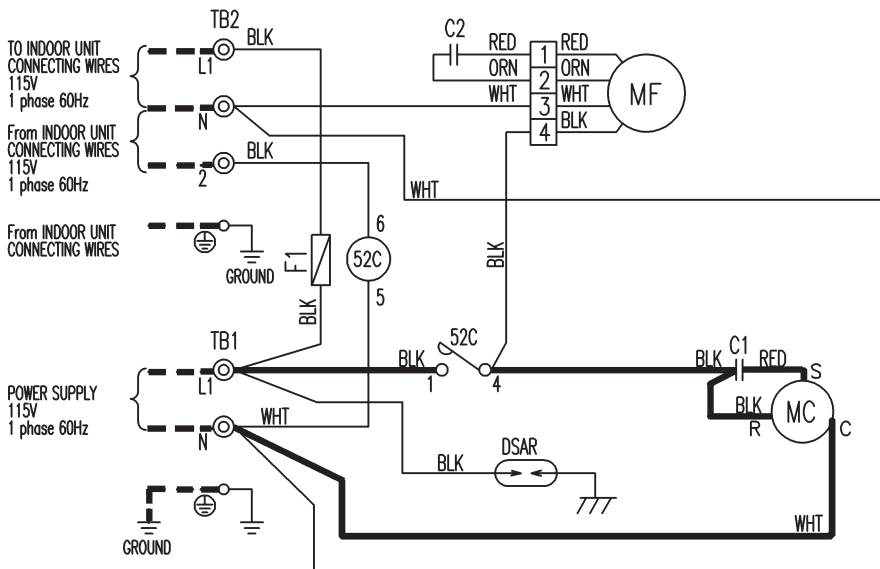 TB2
BLK
TO INDOOR UNIT
CONNECTING WIRES
115V
1 phase 60Hz
L1
N
From INDOOR UNIT
CONNECTING WIRES
115V
1 phase 60Hz
BLK
2
From INDOOR UNIT
CONNECTING WIRES
GROUND
F1
BLK
6
52C
5
C2
RED
ORN
WHT
1
2
3
4
RED
ORN
WHT
BLK
MF
WHT
BLK
TB1
POWER SUPPLY
115V
1 phase 60Hz
L1
N
WHT
BLK
1
52C
4
BLK
C1
RED
S
BLK
R
MC
C
BLK
DSAR
WHT
GROUND